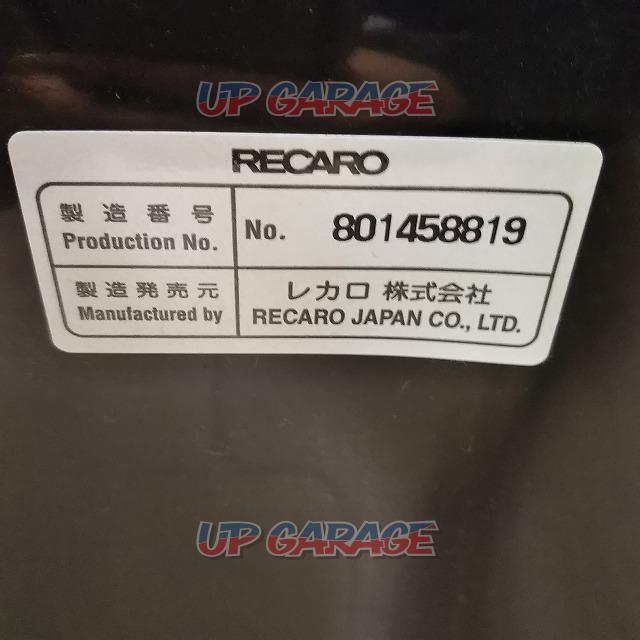 UP GARAGE
RECARO
製造番号
Production No.
No. 801458819
製造発売元
Manufactured by
レカロ 株式会社
RECARO JAPAN CO., LTD.
UP GARAGE